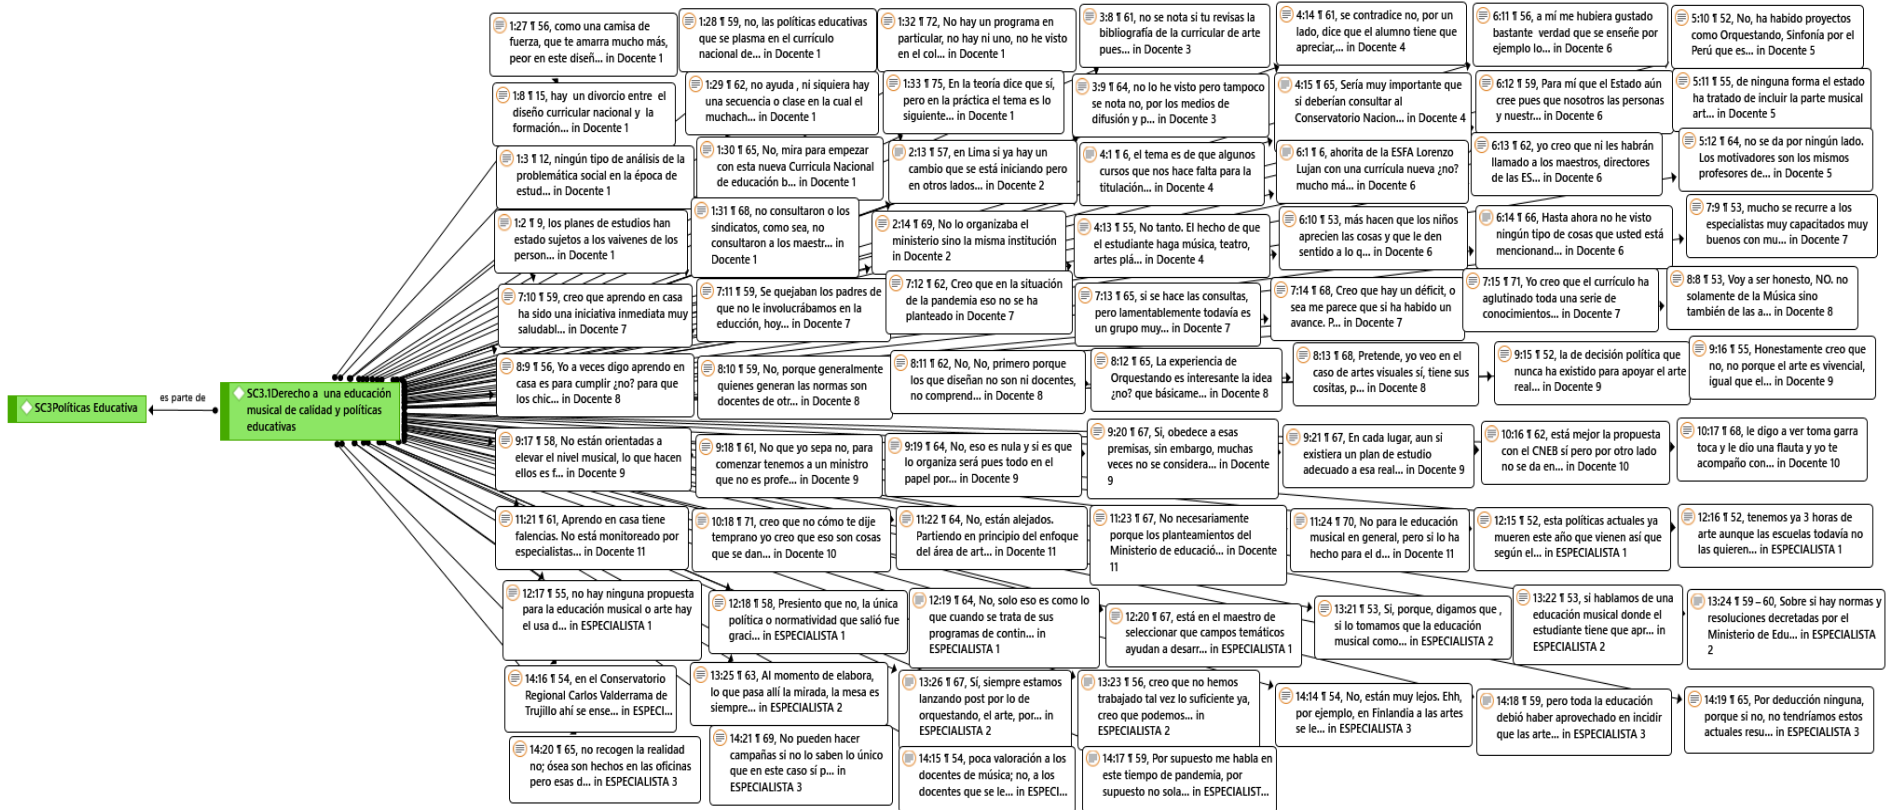 SC3Políticas Educativa
es parte de
SC3.1Derecho a una educación
musical de calidad y políticas
educativas
1:27 ¶ 56, como una camisa de
fuerza, que te amarra mucho más,
peor en este diseñ... in Docente 1
1:28 ¶ 59, no, las políticas educativas
que se plasma en el currículo
nacional de... in Docente 1
1:32 ¶ 72, No hay un programa en
particular, no hay ni uno, no he visto
en el col... in Docente 1
3:8 ¶ 61, no se nota si tu revisas la
bibliografía de la curricular de arte
pues... in Docente 3
4:14 ¶ 61, se contradice no, por un
lado, dice que el alumno tiene que
apreciar,... in Docente 4
6:11 ¶ 56, a mí me hubiera gustado
bastante verdad que se enseñe por
ejemplo lo... in Docente 6
5:10 ¶ 52, No, ha habido proyectos
como Orquestando, Sinfonía por el
Perú que es... in Docente 5
1:8 ¶ 15, hay un divorcio entre el
diseño curricular nacional y la
formación... in Docente 1
1:29 ¶ 62, no ayuda , ni siquiera hay
una secuencia o clase en la cual el
muchach... in Docente 1
1:33 ¶ 75, En la teoría dice que sí,
pero en la práctica el tema es lo
siguiente... in Docente 1
3:9 ¶ 64, no lo he visto pero tampoco
se nota no, por los medios de
difusión y p... in Docente 3
4:15 ¶ 65, Sería muy importante que
si deberían consultar al
Conservatorio Nacion... in Docente 4
6:12 ¶ 59, Para mí que el Estado aún
cree pues que nosotros las personas
y nuestr... in Docente 6
5:11 ¶ 55, de ninguna forma el estado
ha tratado de incluir la parte musical
art... in Docente 5
1:3 ¶ 12, ningún tipo de análisis de la
problemática social en la época de
estud... in Docente 1
1:30 ¶ 65, No, mira para empezar
con esta nueva Curricula Nacional
de educación b... in Docente 1
2:13 ¶ 57, en Lima si ya hay un
cambio que se está iniciando pero
en otros lados... in Docente 2
4:1 ¶ 6, el tema es de que algunos
cursos que nos hace falta para la
titulación... in Docente 4
6:1 ¶ 6, ahorita de la ESFA Lorenzo
Lujan con una currícula nueva ¿no?
mucho má... in Docente 6
6:13 ¶ 62, yo creo que ni les habrán
llamado a los maestros, directores
de las ES... in Docente 6
5:12 ¶ 64, no se da por ningún lado.
Los motivadores son los mismos
profesores de... in Docente 5
1:2 ¶ 9, los planes de estudios han
estado sujetos a los vaivenes de los
person... in Docente 1
1:31 ¶ 68, no consultaron o los
sindicatos, como sea, no
consultaron a los maestr... in
Docente 1
2:14 ¶ 69, No lo organizaba el
ministerio sino la misma institución
in Docente 2
4:13 ¶ 55, No tanto. El hecho de que
el estudiante haga música, teatro,
artes plá... in Docente 4
6:10 ¶ 53, más hacen que los niños
aprecien las cosas y que le den
sentido a lo q... in Docente 6
6:14 ¶ 66, Hasta ahora no he visto
ningún tipo de cosas que usted está
mencionand... in Docente 6
7:9 ¶ 53, mucho se recurre a los
especialistas muy capacitados muy
buenos con mu... in Docente 7
7:10 ¶ 59, creo que aprendo en casa
ha sido una iniciativa inmediata muy
saludabl... in Docente 7
7:11 ¶ 59, Se quejaban los padres de
que no le involucrábamos en la
educción, hoy... in Docente 7
7:12 ¶ 62, Creo que en la situación
de la pandemia eso no se ha
planteado in Docente 7
7:13 ¶ 65, si se hace las consultas,
pero lamentablemente todavía es
un grupo muy... in Docente 7
7:14 ¶ 68, Creo que hay un déficit, o
sea me parece que si ha habido un
avance. P... in Docente 7
7:15 ¶ 71, Yo creo que el currículo ha
aglutinado toda una serie de
conocimientos... in Docente 7
8:8 ¶ 53, Voy a ser honesto, NO. no
solamente de la Música sino
también de las a... in Docente 8
8:9 ¶ 56, Yo a veces digo aprendo en
casa es para cumplir ¿no? para que
los chic... in Docente 8
8:10 ¶ 59, No, porque generalmente
quienes generan las normas son
docentes de otr... in Docente 8
8:11 ¶ 62, No, No, primero porque
los que diseñan no son ni docentes,
no comprend... in Docente 8
8:12 ¶ 65, La experiencia de
Orquestando es interesante la idea
¿no? que básicame... in Docente 8
8:13 ¶ 68, Pretende, yo veo en el
caso de artes visuales sí, tiene sus
cositas, p... in Docente 8
9:15 ¶ 52, la de decisión política que
nunca ha existido para apoyar el arte
real... in Docente 9
9:16 ¶ 55, Honestamente creo que
no, no porque el arte es vivencial,
igual que el... in Docente 9
9:17 ¶ 58, No están orientadas a
elevar el nivel musical, lo que hacen
ellos es f... in Docente 9
9:18 ¶ 61, No que yo sepa no, para
comenzar tenemos a un ministro
que no es profe... in Docente 9
9:19 ¶ 64, No, eso es nula y si es que
lo organiza será pues todo en el
papel por... in Docente 9
9:20 ¶ 67, Si, obedece a esas
premisas, sin embargo, muchas
veces no se considera... in Docente
9
9:21 ¶ 67, En cada lugar, aun si
existiera un plan de estudio
adecuado a esa real... in Docente 9
10:16 ¶ 62, está mejor la propuesta
con el CNEB sí pero por otro lado
no se da en... in Docente 10
10:17 ¶ 68, le digo a ver toma garra
toca y le dio una flauta y yo te
acompaño con... in Docente 10
11:21 ¶ 61, Aprendo en casa tiene
falencias. No está monitoreado por
especialistas... in Docente 11
10:18 ¶ 71, creo que no cómo te dije
temprano yo creo que eso son cosas
que se dan... in Docente 10
11:22 ¶ 64, No, están alejados.
Partiendo en principio del enfoque
del área de art... in Docente 11
11:23 ¶ 67, No necesariamente
porque los planteamientos del
Ministerio de educació... in Docente
11
11:24 ¶ 70, No para le educación
musical en general, pero si lo ha
hecho para el d... in Docente 11
12:15 ¶ 52, esta políticas actuales ya
mueren este año que vienen así que
según el... in ESPECIALISTA 1
12:16 ¶ 52, tenemos ya 3 horas de
arte aunque las escuelas todavía no
las quieren... in ESPECIALISTA 1
12:17 ¶ 55, no hay ninguna propuesta
para la educación musical o arte hay
el usa d... in ESPECIALISTA 1
12:18 ¶ 58, Presiento que no, la única
política o normatividad que salió fue
graci... in ESPECIALISTA 1
12:19 ¶ 64, No, solo eso es como lo
que cuando se trata de sus
programas de contin... in
ESPECIALISTA 1
12:20 ¶ 67, está en el maestro de
seleccionar que campos temáticos
ayudan a desarr... in ESPECIALISTA 1
13:21 ¶ 53, Si, porque, digamos que ,
si lo tomamos que la educación
musical como... in ESPECIALISTA 2
13:22 ¶ 53, si hablamos de una
educación musical donde el
estudiante tiene que apr... in
ESPECIALISTA 2
13:24 ¶ 59 – 60, Sobre si hay normas y
resoluciones decretadas por el
Ministerio de Edu... in ESPECIALISTA
2
14:16 ¶ 54, en el Conservatorio
Regional Carlos Valderrama de
Trujillo ahí se ense... in ESPECI...
13:25 ¶ 63, Al momento de elabora,
lo que pasa allí la mirada, la mesa es
siempre... in ESPECIALISTA 2
13:26 ¶ 67, Sí, siempre estamos
lanzando post por lo de
orquestando, el arte, por... in
ESPECIALISTA 2
13:23 ¶ 56, creo que no hemos
trabajado tal vez lo suficiente ya,
creo que podemos... in
ESPECIALISTA 2
14:14 ¶ 54, No, están muy lejos. Ehh,
por ejemplo, en Finlandia a las artes
se le... in ESPECIALISTA 3
14:18 ¶ 59, pero toda la educación
debió haber aprovechado en incidir
que las arte... in ESPECIALISTA 3
14:19 ¶ 65, Por deducción ninguna,
porque si no, no tendríamos estos
actuales resu... in ESPECIALISTA 3
14:20 ¶ 65, no recogen la realidad
no; ósea son hechos en las oficinas
pero esas d... in ESPECIALISTA 3
14:21 ¶ 69, No pueden hacer
campañas si no lo saben lo único
que en este caso sí p... in
ESPECIALISTA 3
14:15 ¶ 54, poca valoración a los
docentes de música; no, a los
docentes que se le... in ESPECI...
14:17 ¶ 59, Por supuesto me habla en
este tiempo de pandemia, por
supuesto no sola... in ESPECIALIST...